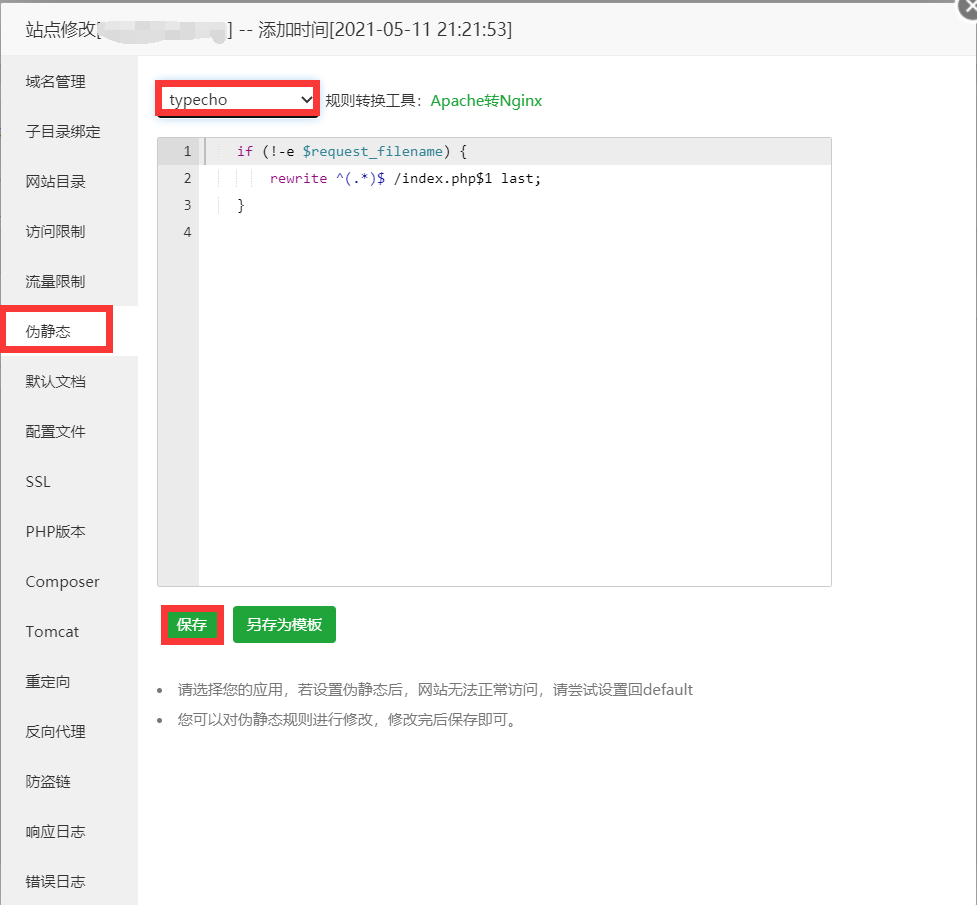 站点修改[ ] -- 添加时间[2021-05-11 21:21:53]
域名管理
子目录绑定
网站目录
访问限制
流量限制
伪静态
默认文档
配置文件
SSL
PHP版本
Composer
Tomcat
重定向
反向代理
防盗链
响应日志
错误日志
typecho 规则转换工具：Apache转Nginx
1 if (!-e $request_filename) {
2 rewrite ^(.*)$ /index.php$1 last;
3 }
4
保存 另存为模板
• 请选择您的应用，若设置伪静态后，网站无法正常访问，请尝试设置回default
• 您可以对伪静态规则进行修改，修改完后保存即可。